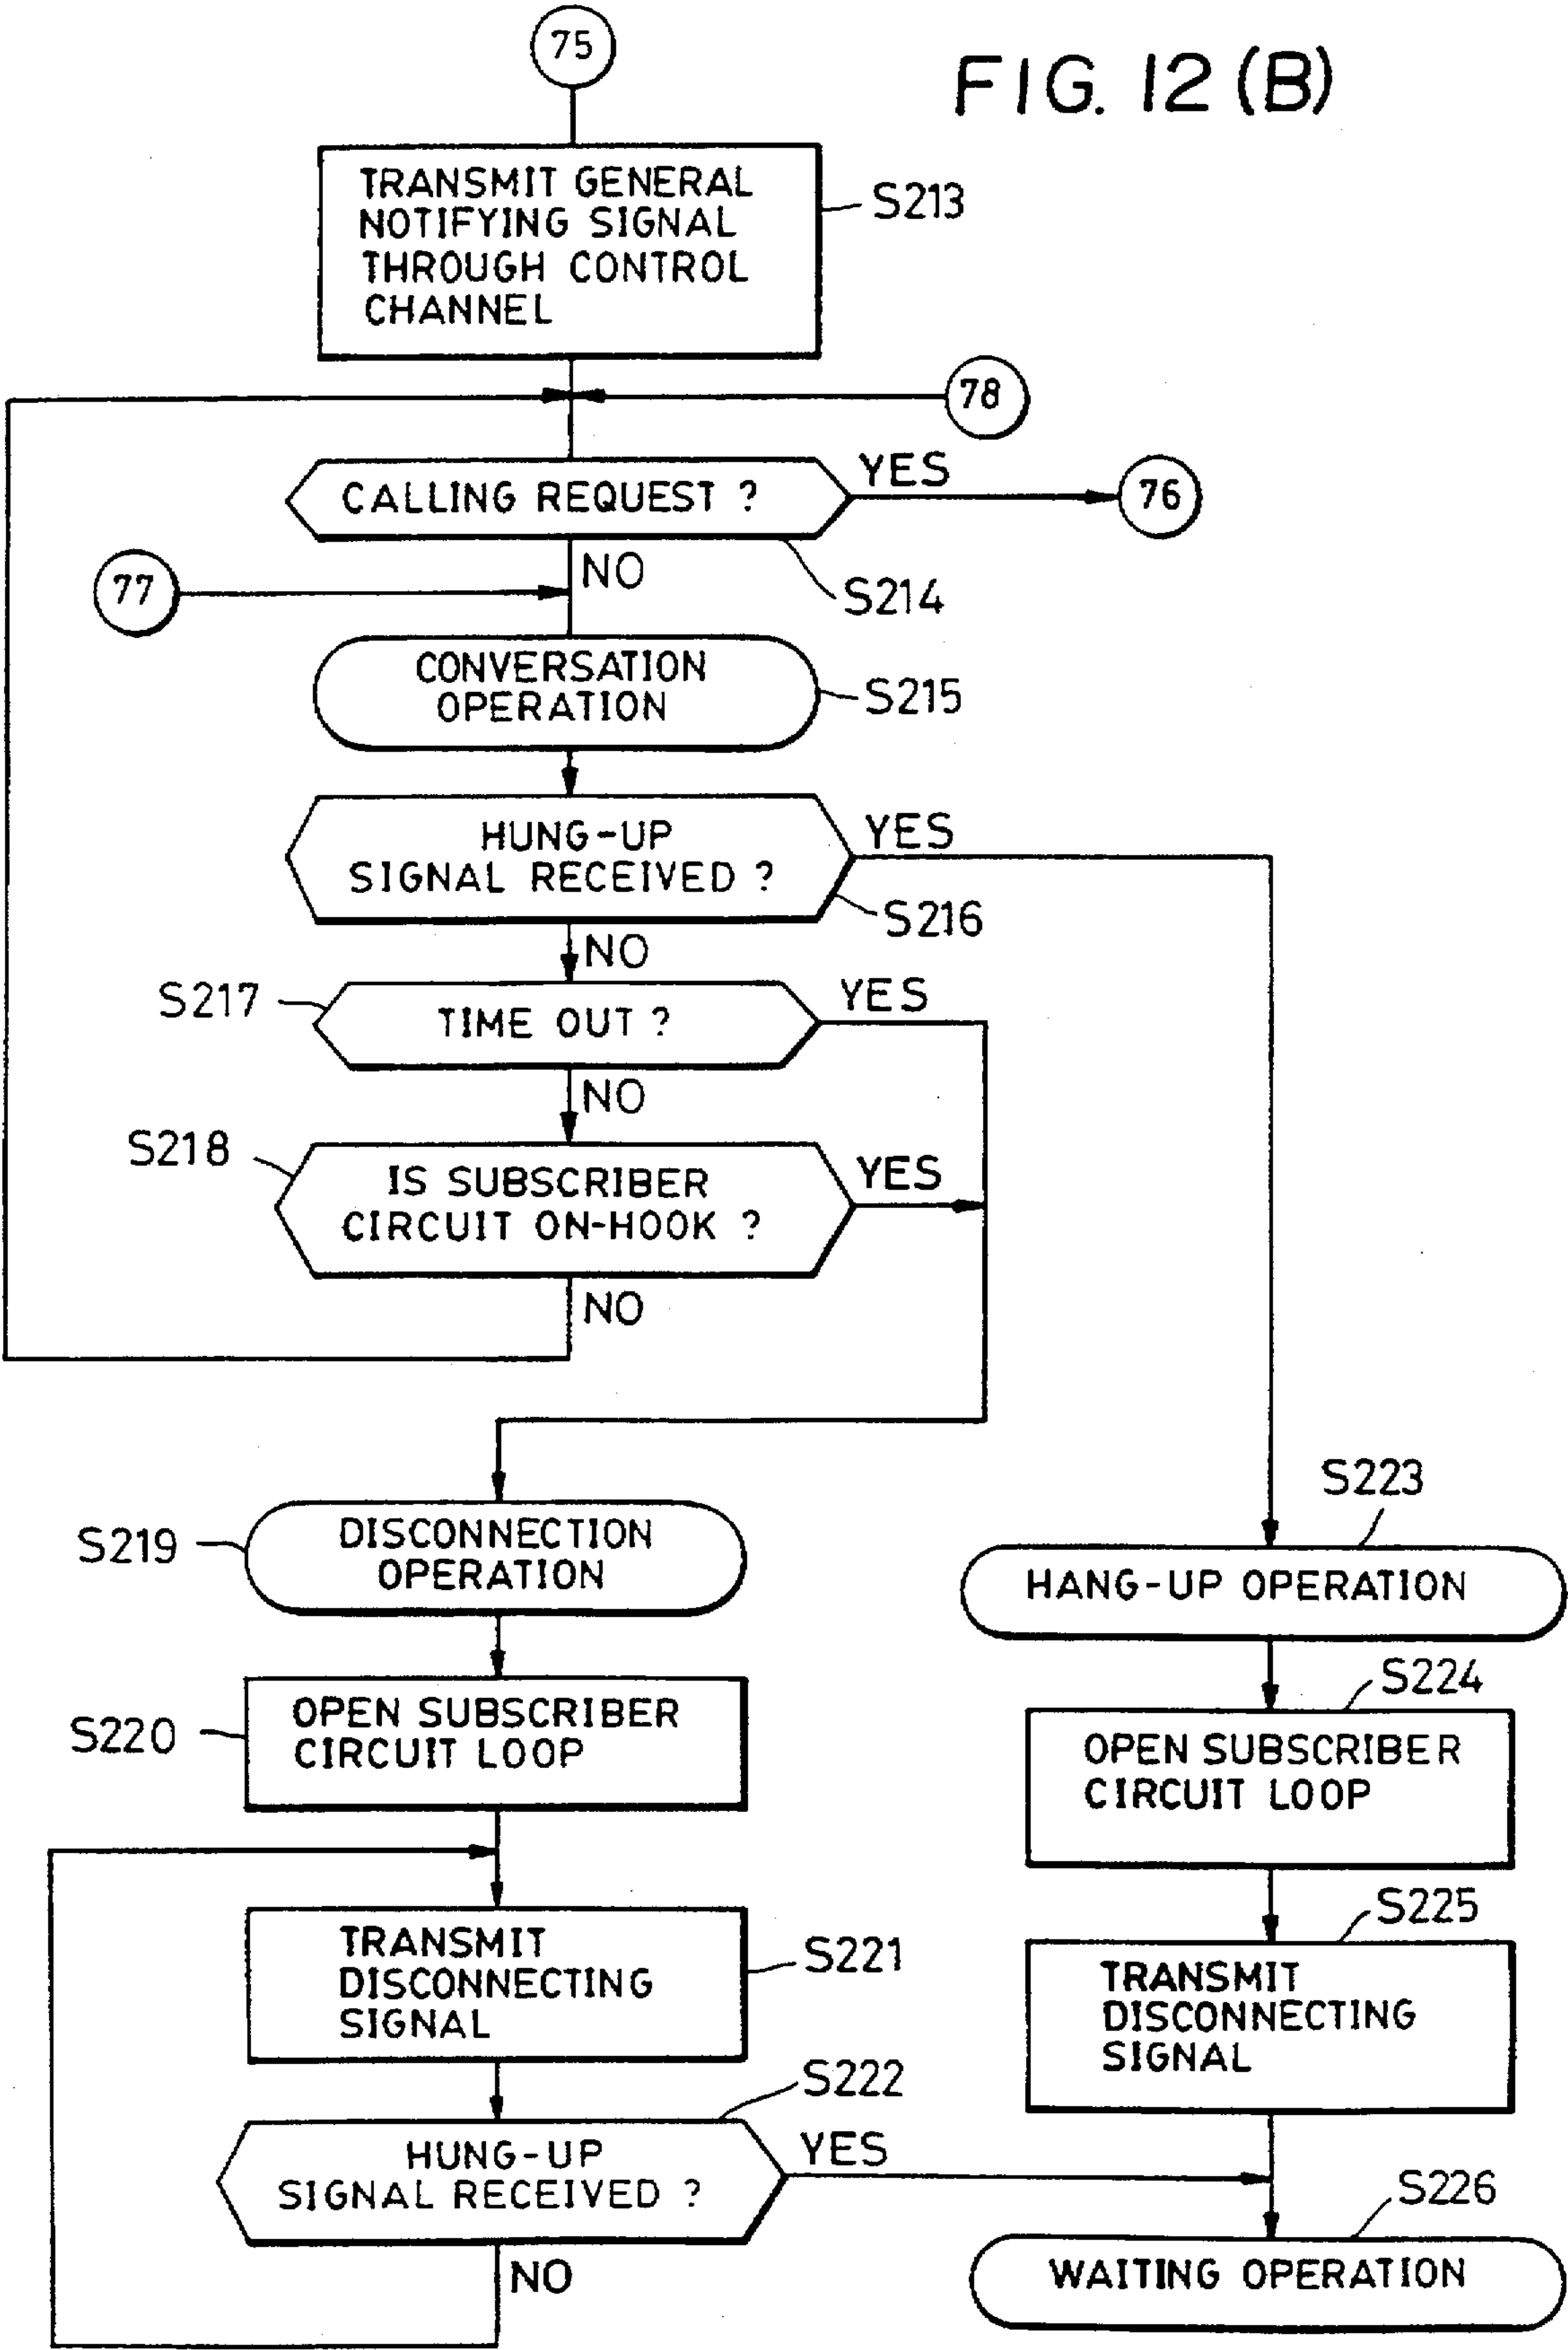 75
FIG. 12 (B)
TRANSMIT GENERAL
NOTIFYING SIGNAL
THROUGH CONTROL
CHANNEL
S213
78
CALLING REQUEST ?
YES
76
NO
S214
77
CONVERSATION
OPERATION
S215
HUNG-UP
SIGNAL RECEIVED ?
YES
S216
NO
S217
TIME OUT ?
YES
NO
S218
IS SUBSCRIBER
CIRCUIT ON-HOOK ?
YES
NO
S219
DISCONNECTION
OPERATION
S223
HANG-UP OPERATION
S220
OPEN SUBSCRIBER
CIRCUIT LOOP
S224
OPEN SUBSCRIBER
CIRCUIT LOOP
TRANSMIT
DISCONNECTING
SIGNAL
S221
S225
TRANSMIT
DISCONNECTING
SIGNAL
S222
HUNG-UP
SIGNAL RECEIVED ?
YES
NO
S226
WAITING OPERATION